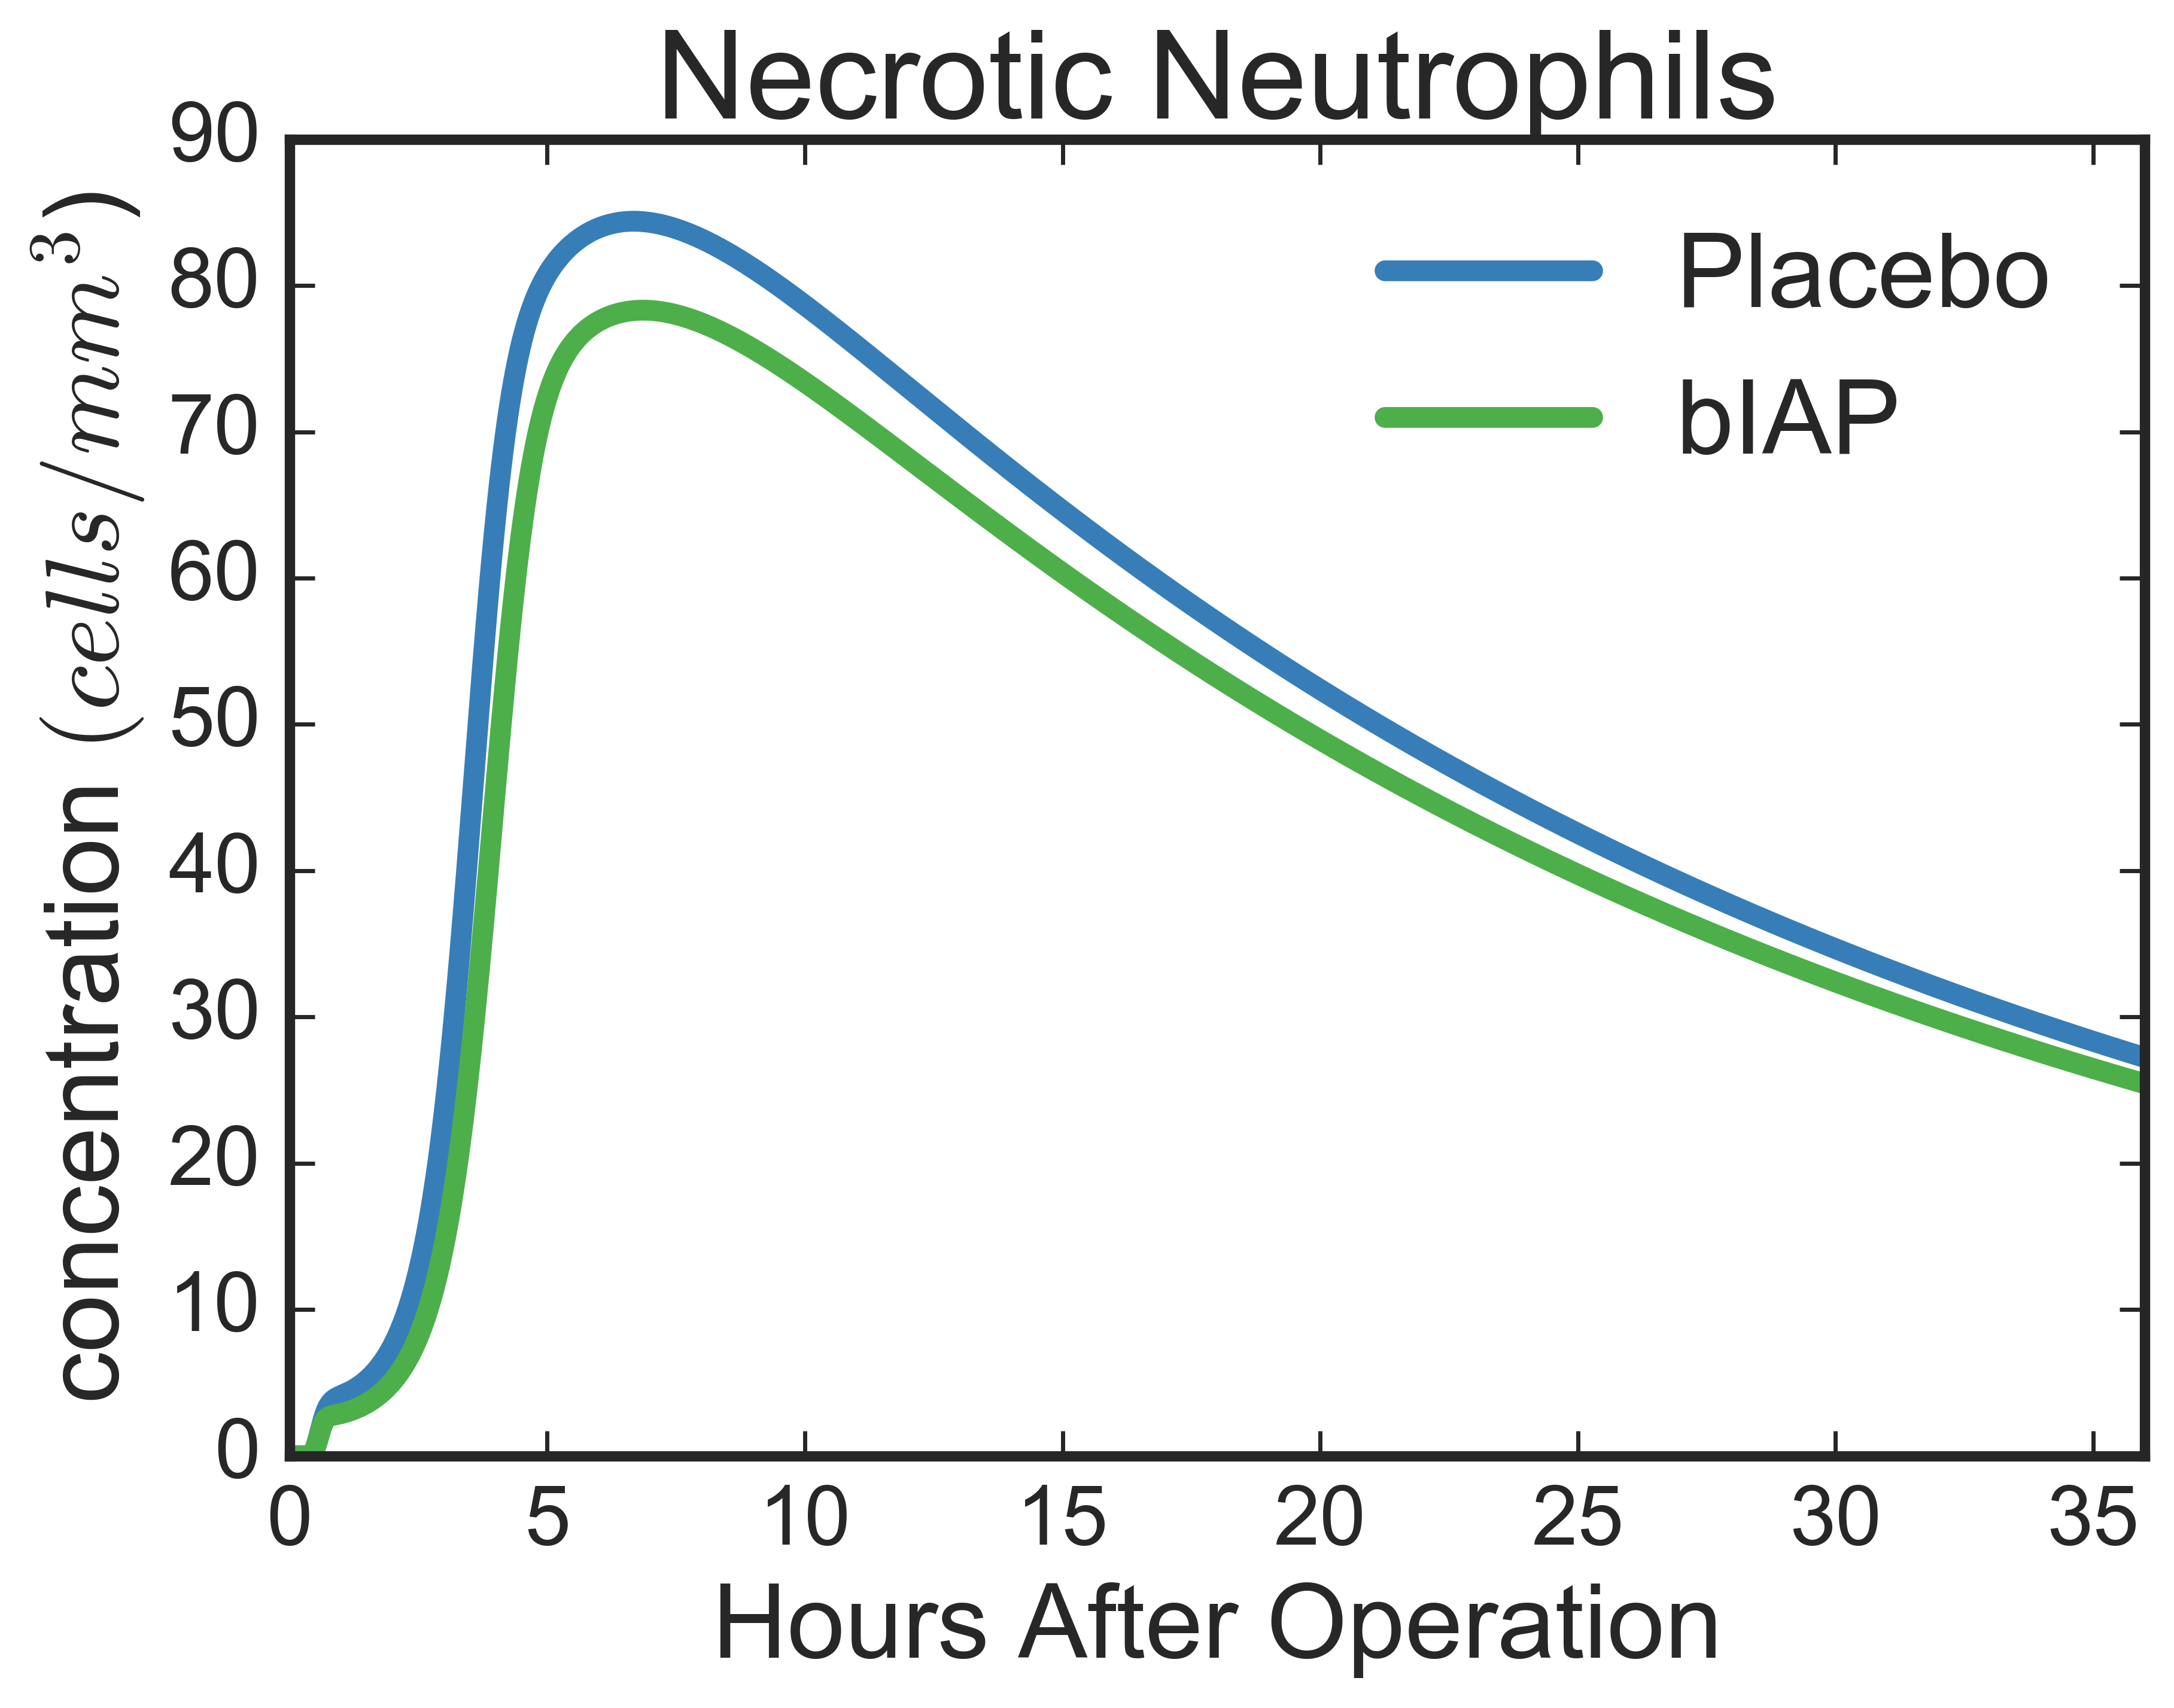 Necrotic Neutrophils
concentration (cells/mm³)
90
80
70
60
50
40
30
20
10
0
Placebo
bIAP
0 5 10 15 20 25 30 35
Hours After Operation